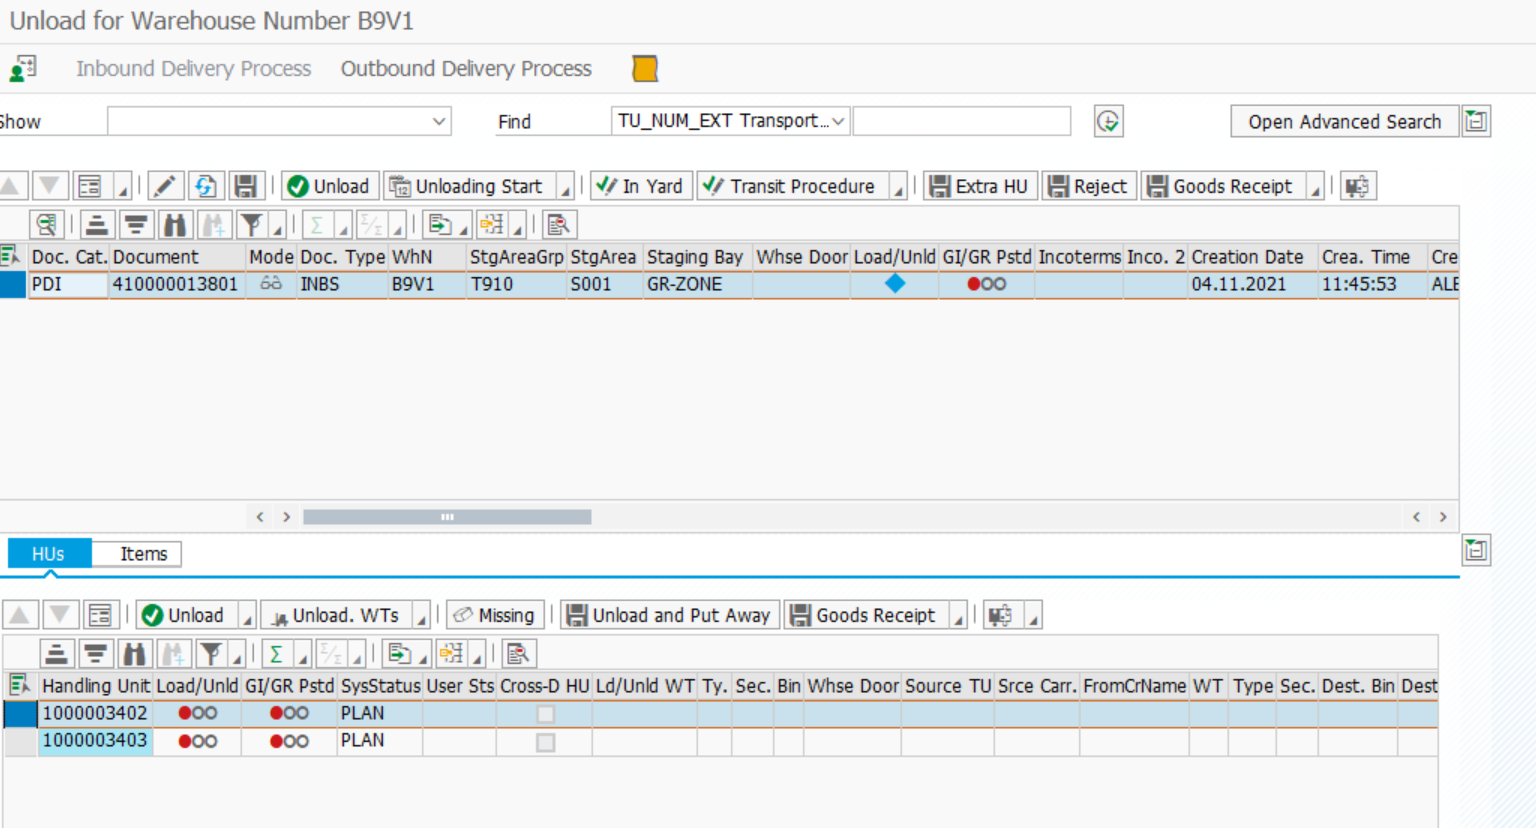 Unload for Warehouse Number B9V1
Inbound Delivery Process Outbound Delivery Process
Show Find TU_NUM_EXT Transport... Open Advanced Search
Unload Unloading Start In Yard Transit Procedure Extra HU Reject Goods Receipt
Doc. Cat. Document Mode Doc. Type WhN StgAreaGrp StgArea Staging Bay Whse Door Load/Unld GI/GR Pstd Incoterms Inco. 2 Creation Date Crea. Time Cre
PDI 410000013801 INBS B9V1 T910 S001 GR-ZONE 04.11.2021 11:45:53 ALE
HUs Items
Unload Unload. WTs Missing Unload and Put Away Goods Receipt
Handling Unit Load/Unld GI/GR Pstd SysStatus User Sts Cross-D HU Ld/Unld WT Ty. Sec. Bin Whse Door Source TU Srce Carr. FromCrName WT Type Sec. Dest. Bin Dest
1000003402 PLAN
1000003403 PLAN